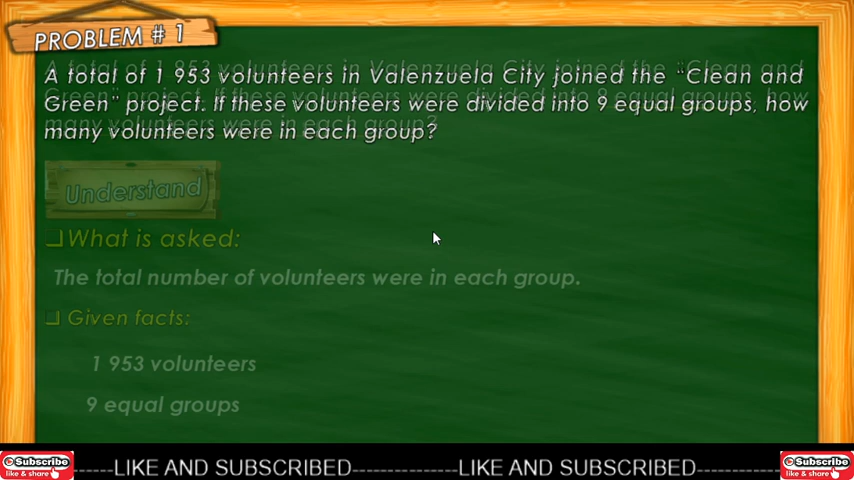 PROBLEM # 1
A total of 1 953 volunteers in Valenzuela City joined the "Clean and
Green" project. If these volunteers were divided into 9 equal groups, how
many volunteers were in each group?
Understand
❑What is asked:
The total number of volunteers were in each group.
❑ Given facts:
1 953 volunteers
9 equal groups
Subscribe
like & share
------LIKE AND SUBSCRIBED---------------LIKE AND SUBSCRIBED-----------
Subscribe
like & share